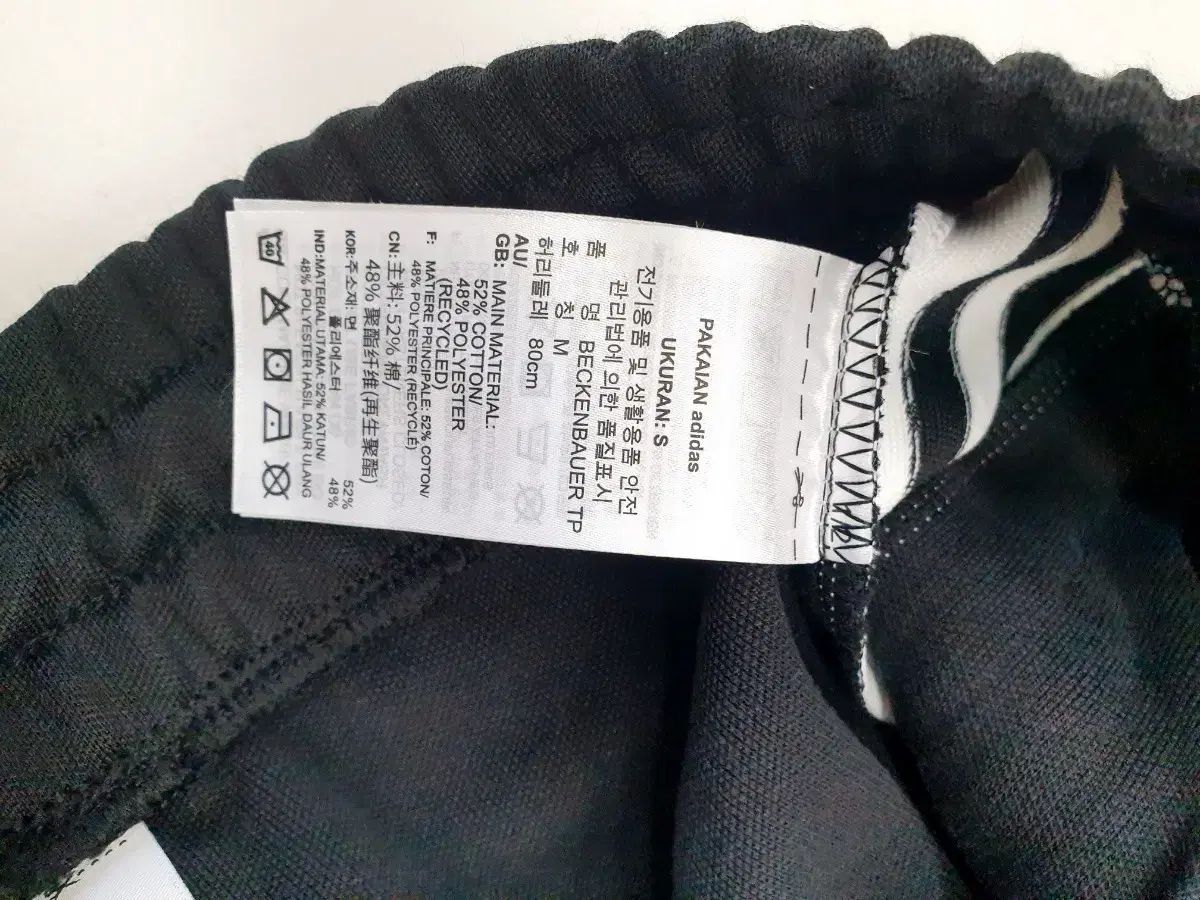 PAKAIAN adidas
UKURAN: S
전기용품 및 생활용품 안전
관리법에 의한 품질표시
품 명 BECKENBAUER TP
호 칭 M
허리둘레 80cm
AU/
GB: MAIN MATERIAL:
52% COTTON/
48% POLYESTER
(RECYCLED)
F: MATIERE PRINCIPALE: 52% COTON/
48% POLYESTER (RECYCLÉ)
CN: 主料: 52% 棉/
48% 聚酯纤维(再生聚酯)
KOR: 주소재: 면 52%
폴리에스터 48%
IND:MATERIAL UTAMA: 52% KATUN/
48% POLYESTER HASIL DAUR ULANG
40